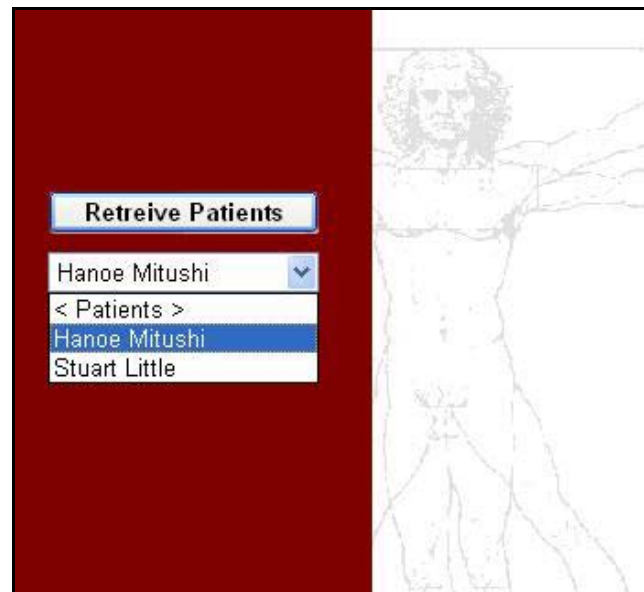 Retreive Patients
Hanoe Mitushi
< Patients >
Hanoe Mitushi
Stuart Little